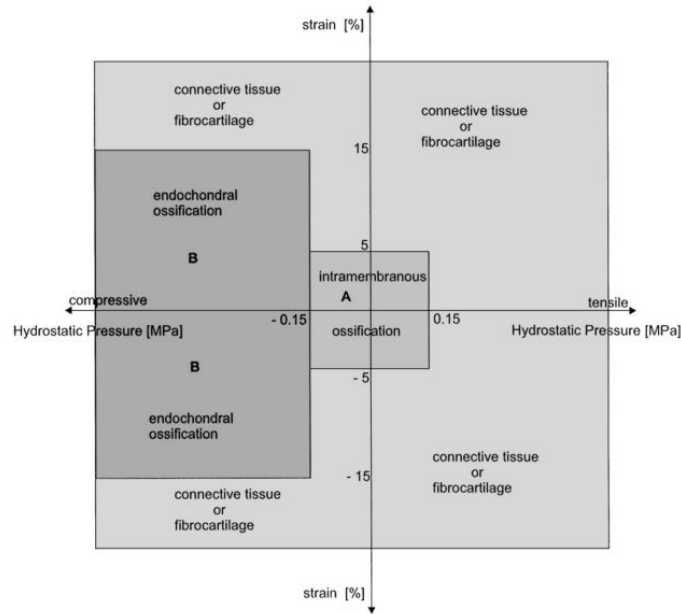 strain [%]
connective tissue
or
fibrocartilage
connective tissue
or
fibrocartilage
15
endochondral
ossification
5
B
intramembranous
A
compressive
tensile
Hydrostatic Pressure [MPa]
- 0.15
0.15
Hydrostatic Pressure [MPa]
ossification
B
- 5
endochondral
ossification
connective tissue
or
fibrocartilage
- 15
connective tissue
or
fibrocartilage
strain [%]